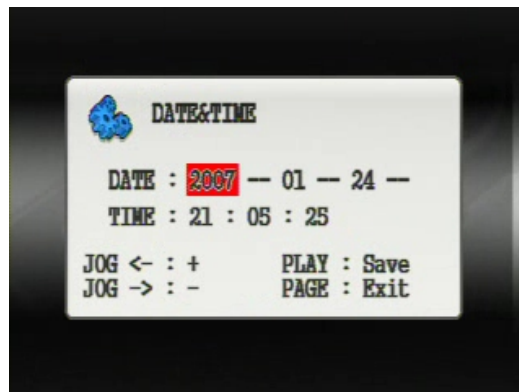 DATE&TIME
DATE : 2007 -- 01 -- 24 --
TIME : 21 : 05 : 25
JOG <- : + PLAY : Save
JOG -> : - PAGE : Exit